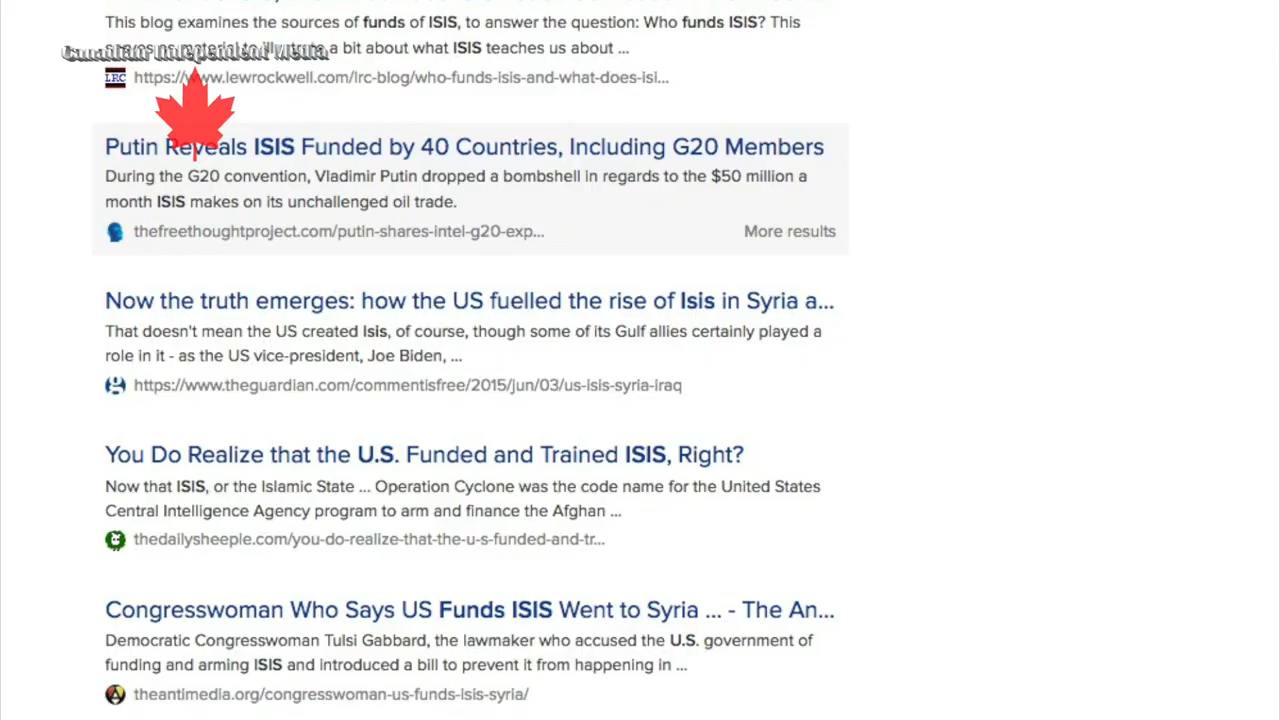 This blog examines the sources of funds of ISIS, to answer the question: Who funds ISIS? This
a bit about what ISIS teaches us about ...
Canadian Independent Media
LRC https://www.lewrockwell.com/lrc-blog/who-funds-isis-and-what-does-isi...
Putin Reveals ISIS Funded by 40 Countries, Including G20 Members
During the G20 convention, Vladimir Putin dropped a bombshell in regards to the $50 million a
month ISIS makes on its unchallenged oil trade.
thefreethoughtproject.com/putin-shares-intel-g20-exp... More results
Now the truth emerges: how the US fuelled the rise of Isis in Syria a...
That doesn't mean the US created Isis, of course, though some of its Gulf allies certainly played a
role in it - as the US vice-president, Joe Biden, ...
https://www.theguardian.com/commentisfree/2015/jun/03/us-isis-syria-iraq
You Do Realize that the U.S. Funded and Trained ISIS, Right?
Now that ISIS, or the Islamic State ... Operation Cyclone was the code name for the United States
Central Intelligence Agency program to arm and finance the Afghan ...
thedailysheeple.com/you-do-realize-that-the-u-s-funded-and-tr...
Congresswoman Who Says US Funds ISIS Went to Syria ... - The An...
Democratic Congresswoman Tulsi Gabbard, the lawmaker who accused the U.S. government of
funding and arming ISIS and introduced a bill to prevent it from happening in ...
theantimedia.org/congresswoman-us-funds-isis-syria/